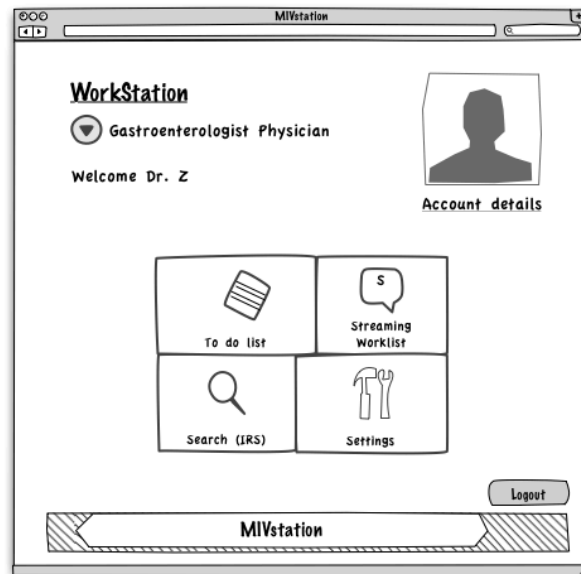 MIVstation
WorkStation
Gastroenterologist Physician
Welcome Dr. Z
Account details
S
To do list
Streaming
Worklist
Search (IRS)
Settings
Logout
MIVstation